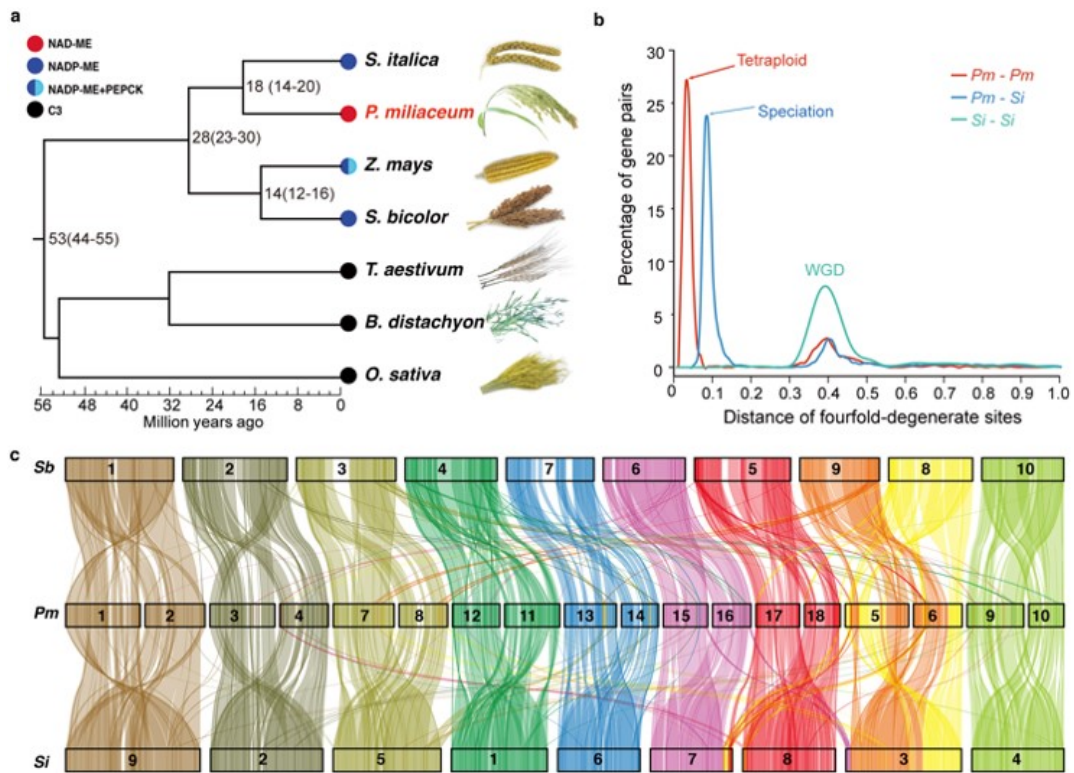 a
NAD-ME
NADP-ME
NADP-ME+PEPCK
C3
18 (14-20)
28(23-30)
14(12-16)
53(44-55)
S. italica
P. miliaceum
Z. mays
S. bicolor
T. aestivum
B. distachyon
O. sativa
56 48 40 32 24 16 8 0
Million years ago
b
Percentage of gene pairs
30
25
20
15
10
5
0
Tetraploid
Speciation
WGD
Pm - Pm
Pm - Si
Si - Si
0 0.1 0.2 0.3 0.4 0.5 0.6 0.7 0.8 0.9 1.0
Distance of fourfold-degenerate sites
c
Sb 1 2 3 4 7 6 5 9 8 10
Pm 1 2 3 4 7 8 12 11 13 14 15 16 17 18 5 6 9 10
Si 9 2 5 1 6 7 8 3 4